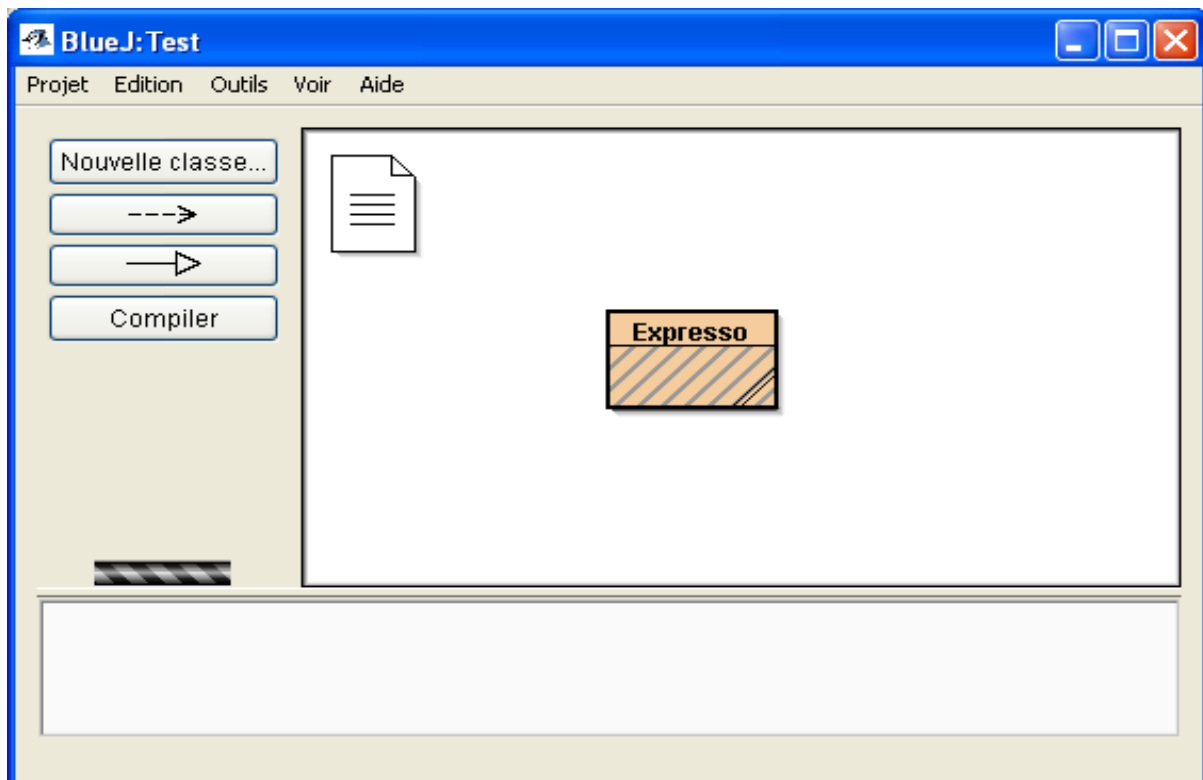 BlueJ: Test
Projet Edition Outils Voir Aide
Nouvelle classe...
Compiler
Expresso